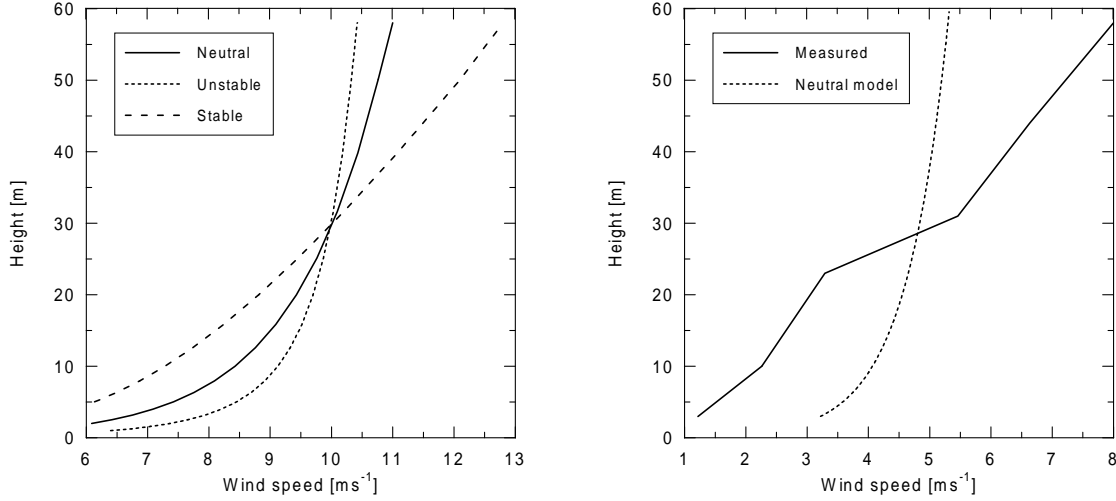 60
50
40
30
20
10
0
Height [m]
Neutral
Unstable
Stable
6 7 8 9 10 11 12 13
Wind speed [ms⁻¹]
60
50
40
30
20
10
0
Height [m]
Measured
Neutral model
1 2 3 4 5 6 7 8
Wind speed [ms⁻¹]